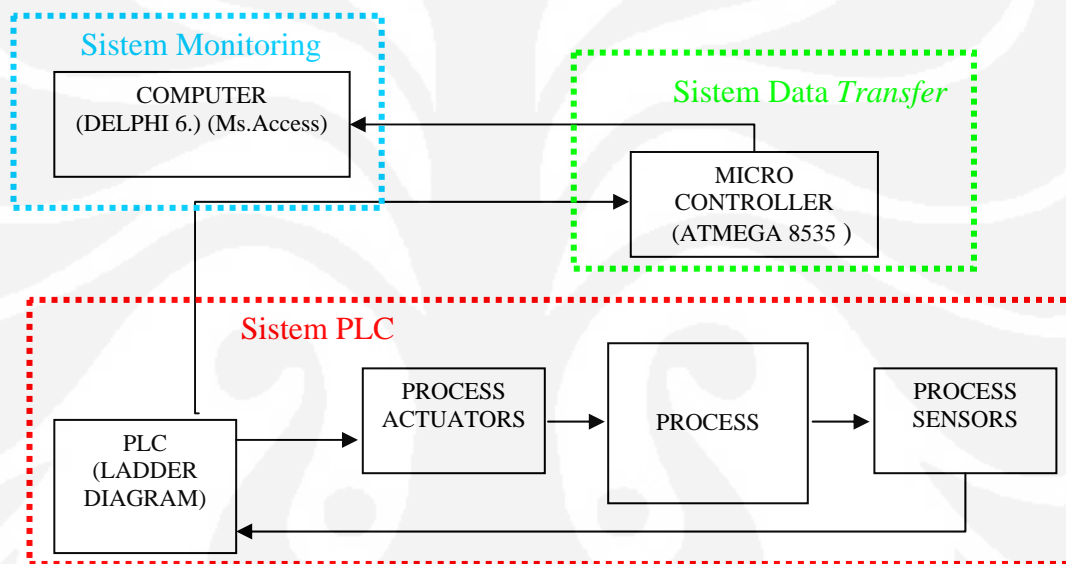 Sistem Monitoring
COMPUTER
(DELPHI 6.) (Ms.Access)
Sistem Data Transfer
MICRO
CONTROLLER
(ATMEGA 8535 )
Sistem PLC
PLC
(LADDER
DIAGRAM)
PROCESS
ACTUATORS
PROCESS
PROCESS
SENSORS